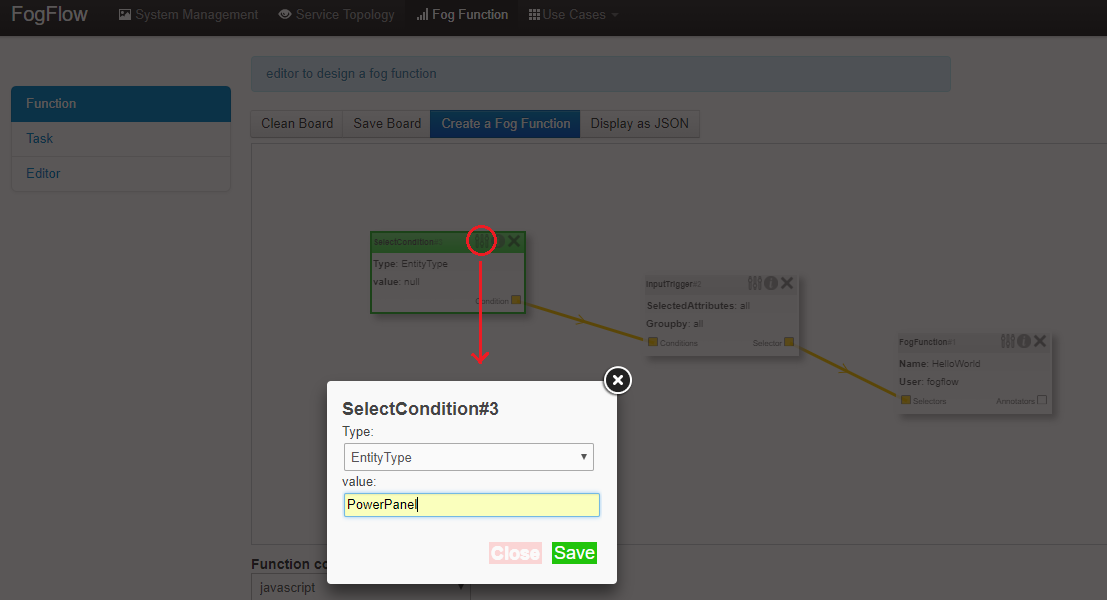 FogFlow System Management Service Topology Fog Function Use Cases
editor to design a fog function
Function
Task
Editor
Clean Board Save Board Create a Fog Function Display as JSON
SelectCondition#3
Type: EntityType
value: null
Condition
InputTrigger#2
SelectedAttributes: all
Groupby: all
Conditions Selector
FogFunction#1
Name: HelloWorld
User: fogflow
Selectors Annotators
SelectCondition#3
Type:
EntityType
value:
PowerPanel
Close Save
Function co
javascript